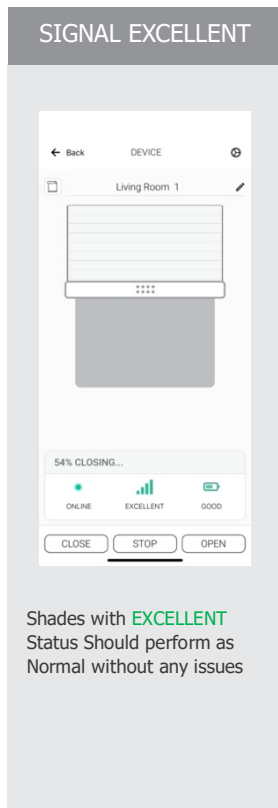 SIGNAL EXCELLENT
← Back DEVICE
Living Room 1
54% CLOSING...
ONLINE EXCELLENT GOOD
CLOSE STOP OPEN
Shades with EXCELLENT
Status Should perform as
Normal without any issues